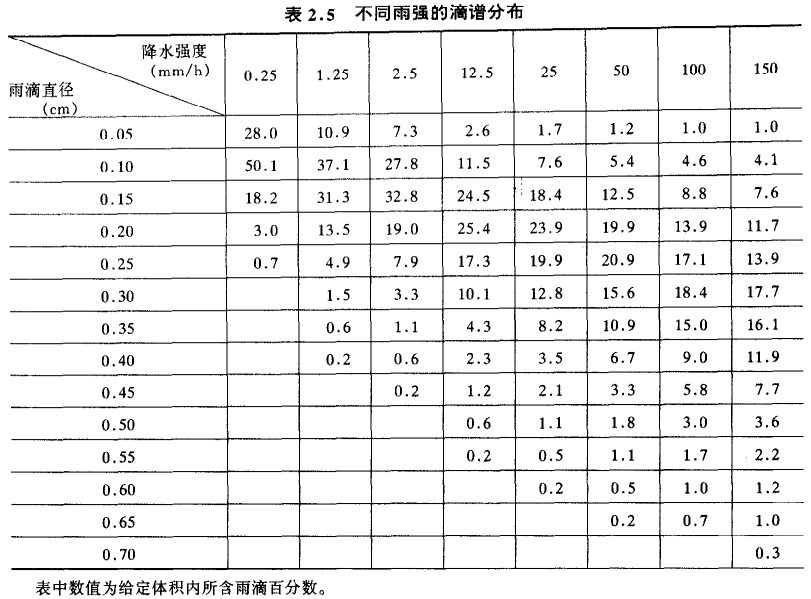 表 2.5 不同雨强的滴谱分布
降水强度
(mm/h)
雨滴直径
(cm)
0.25 1.25 2.5 12.5 25 50 100 150
0.05 28.0 10.9 7.3 2.6 1.7 1.2 1.0 1.0
0.10 50.1 37.1 27.8 11.5 7.6 5.4 4.6 4.1
0.15 18.2 31.3 32.8 24.5 18.4 12.5 8.8 7.6
0.20 3.0 13.5 19.0 25.4 23.9 19.9 13.9 11.7
0.25 0.7 4.9 7.9 17.3 19.9 20.9 17.1 13.9
0.30 1.5 3.3 10.1 12.8 15.6 18.4 17.7
0.35 0.6 1.1 4.3 8.2 10.9 15.0 16.1
0.40 0.2 0.6 2.3 3.5 6.7 9.0 11.9
0.45 0.2 1.2 2.1 3.3 5.8 7.7
0.50 0.6 1.1 1.8 3.0 3.6
0.55 0.2 0.5 1.1 1.7 2.2
0.60 0.2 0.5 1.0 1.2
0.65 0.2 0.7 1.0
0.70 0.3
表中数值为给定体积内所含雨滴百分数。